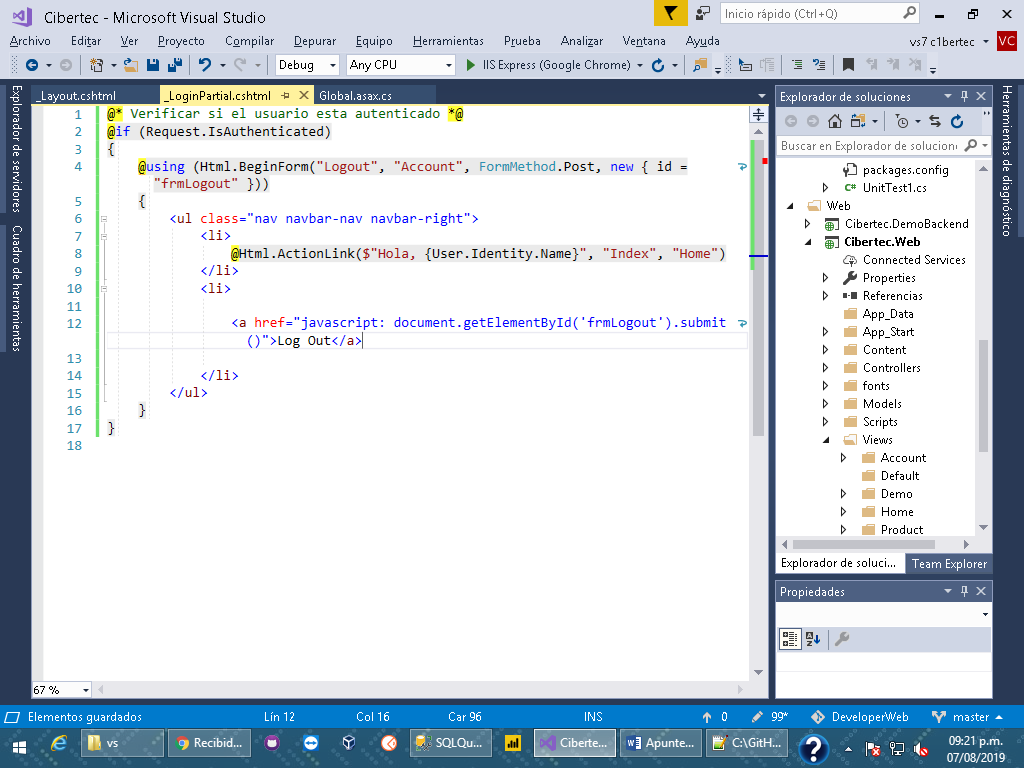 Cibertec - Microsoft Visual Studio
Inicio rápido (Ctrl+Q)
Archivo Editar Ver Proyecto Compilar Depurar Equipo Herramientas Prueba Analizar Ventana Ayuda
vs7 c1bertec VC
Debug Any CPU IIS Express (Google Chrome)
Explorador de servidores
Cuadro de herramientas
_Layout.cshtml _LoginPartial.cshtml Global.asax.cs
1 @* Verificar si el usuario esta autenticado *@
2 @if (Request.IsAuthenticated)
3 {
4 @using (Html.BeginForm("Logout", "Account", FormMethod.Post, new { id =
"frmLogout" }))
5 {
6 <ul class="nav navbar-nav navbar-right">
7 <li>
8 @Html.ActionLink($"Hola, {User.Identity.Name}", "Index", "Home")
9 </li>
10 <li>
11
12 <a href="javascript: document.getElementById('frmLogout').submit
()">Log Out</a>
13
14 </li>
15 </ul>
16 }
17 }
18
67 %
Explorador de soluciones
Buscar en Explorador de solucione
packages.config
C# UnitTest1.cs
Web
Cibertec.DemoBackend
Cibertec.Web
Connected Services
Properties
Referencias
App_Data
App_Start
Content
Controllers
fonts
Models
Scripts
Views
Account
Default
Demo
Home
Product
Explorador de soluci... Team Explorer
Propiedades
Herramientas de diagnóstico
Elementos guardados Lín 12 Col 16 Car 96 INS 0 99* DeveloperWeb master
vs Recibid... SQLQu... Ciberte... Apunte... C:\GitH...
09:21 p.m.
07/08/2019